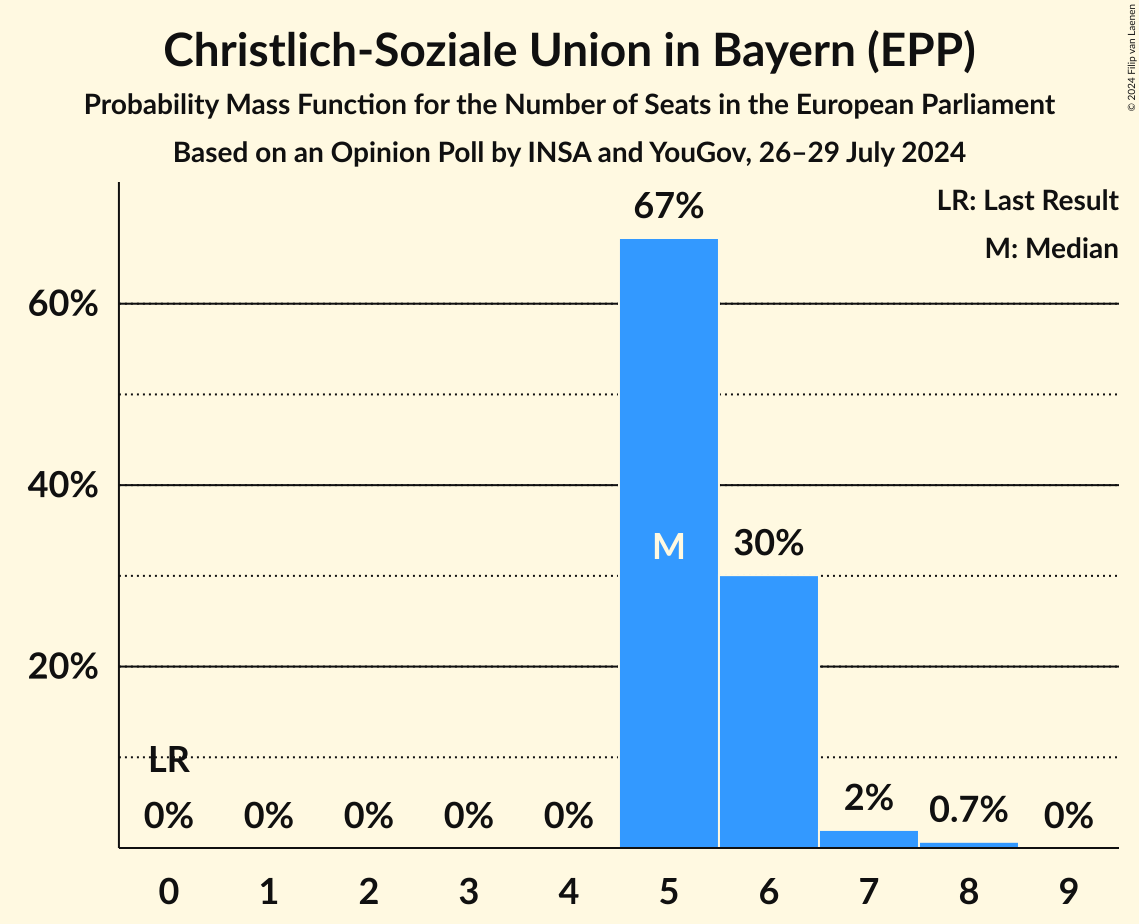 Christlich-Soziale Union in Bayern (EPP)
Probability Mass Function for the Number of Seats in the European Parliament
Based on an Opinion Poll by INSA and YouGov, 26–29 July 2024
© 2024 Filip van Laenen
LR: Last Result
M: Median
67%
60%
40%
M
30%
20%
LR
0%
0%
0%
0%
0%
2%
0.7%
0%
0 1 2 3 4 5 6 7 8 9